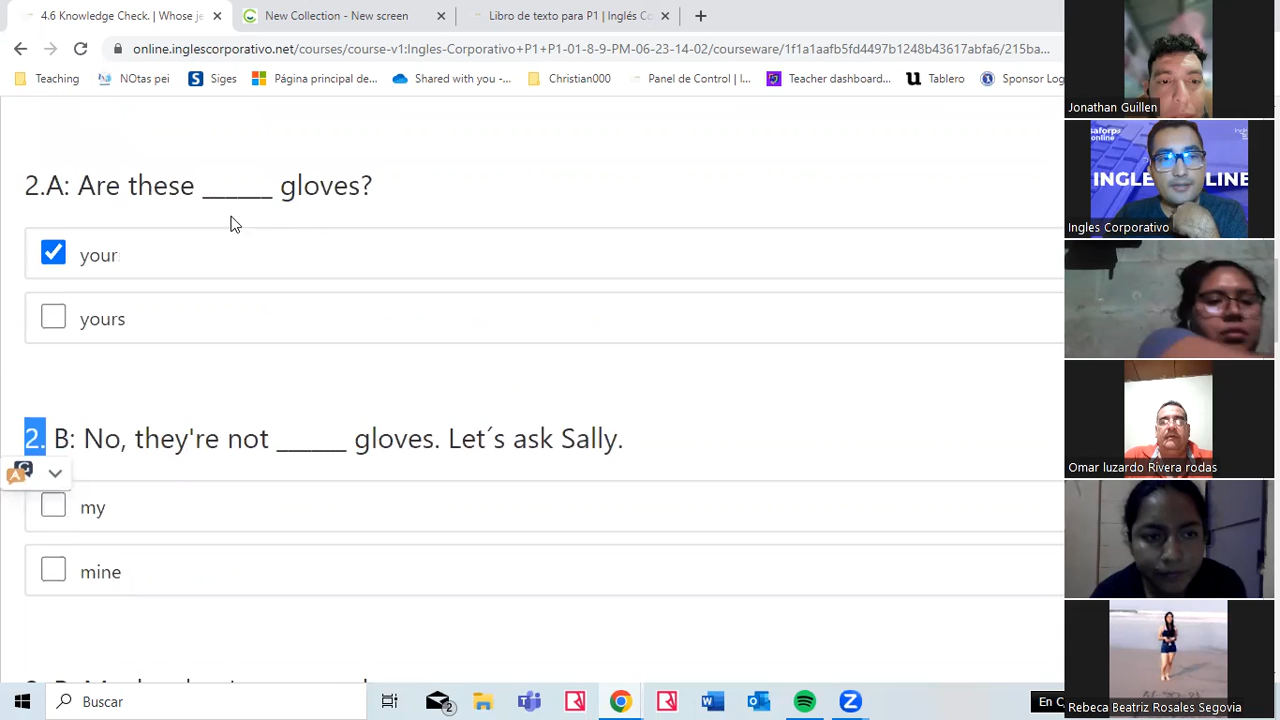 4.6 Knowledge Check. | Whose je
New Collection - New screen
Libro de texto para P1 | Inglés Co
online.inglescorporativo.net/courses/course-v1:Ingles-Corporativo+P1+P1-01-8-9-PM-06-23-14-02/courseware/1f1a1aafb5fd4497b1248b43617abfa6/215ba...
Teaching
NOtas pei
Siges
Página principal de...
Shared with you -...
Christian000
Panel de Control | I...
Teacher dashboard...
Tablero
Sponsor Log
2.A: Are these ______ gloves?
your
yours
2. B: No, they're not ______ gloves. Let´s ask Sally.
my
mine
Buscar
Jonathan Guillen
INGLE LINE
Ingles Corporativo
Omar luzardo Rivera rodas
Rebeca Beatriz Rosales Segovia